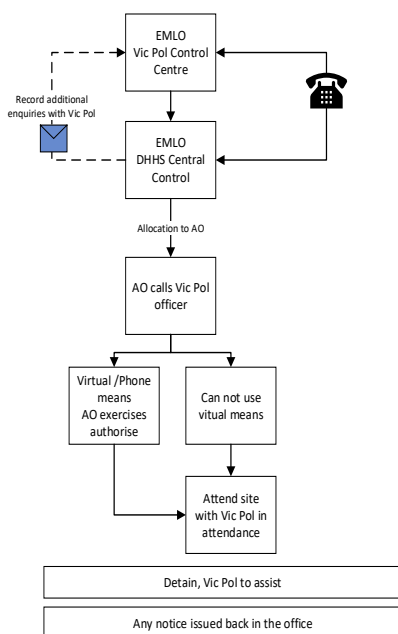 EMLO
Vic Pol Control
Centre
Record additional
enquiries with Vic Pol
EMLO
DHHS Central
Control
Allocation to AO
AO calls Vic Pol
officer
Virtual /Phone
means
AO exercises
authorise
Can not use
vitual means
Attend site
with Vic Pol in
attendance
Detain, Vic Pol to assist
Any notice issued back in the office